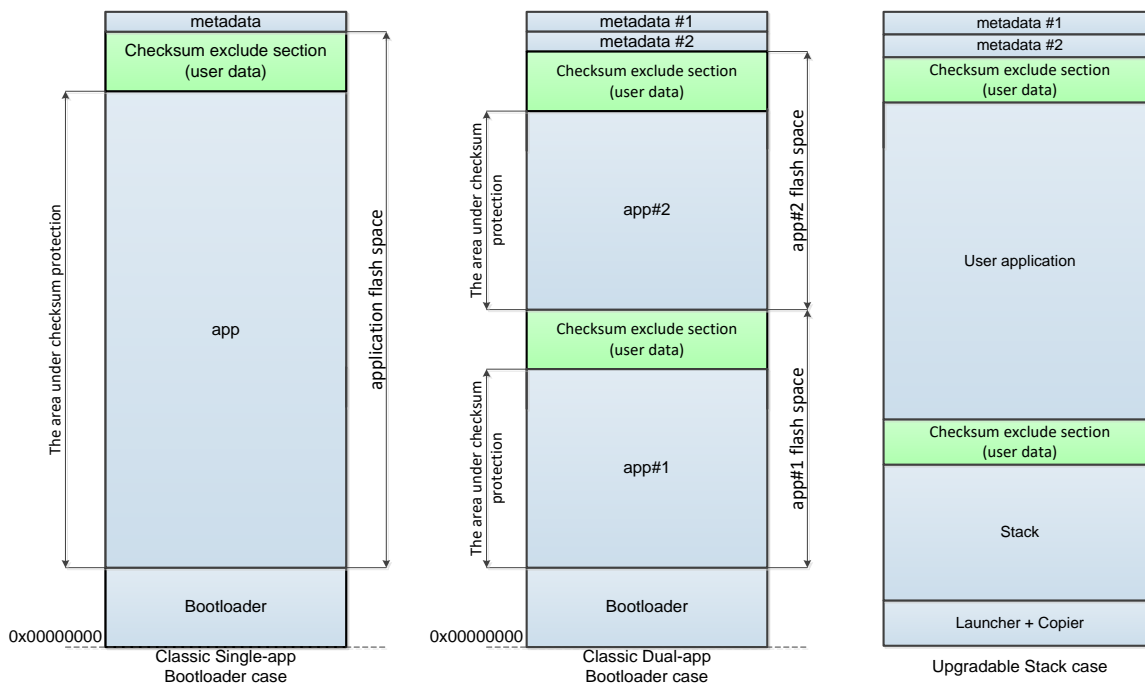 metadata
Checksum exclude section
(user data)
The area under checksum protection
app
application flash space
Bootloader
0x00000000
Classic Single-app
Bootloader case
metadata #1
metadata #2
Checksum exclude section
(user data)
The area under checksum
protection
app#2
app#2 flash space
Checksum exclude section
(user data)
The area under checksum
protection
app#1
app#1 flash space
Bootloader
0x00000000
Classic Dual-app
Bootloader case
metadata #1
metadata #2
Checksum exclude section
(user data)
User application
Checksum exclude section
(user data)
Stack
Launcher + Copier
Upgradable Stack case